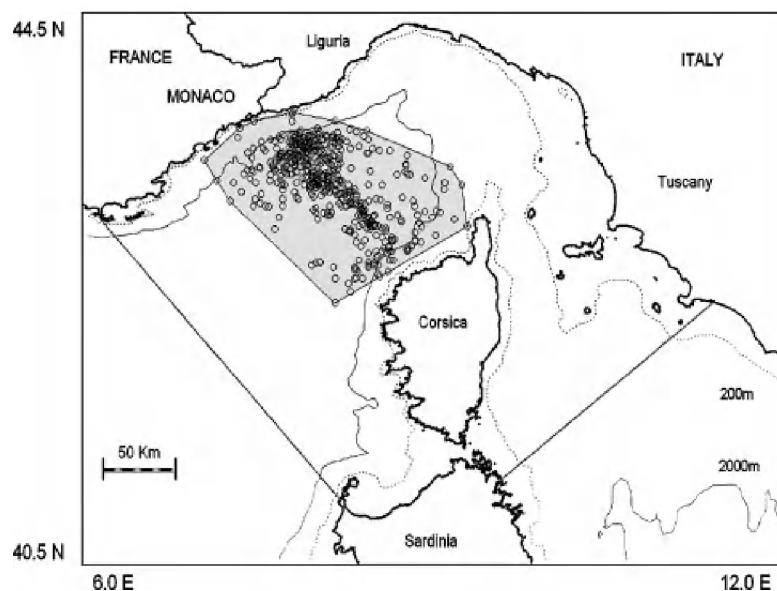 44.5 N
Liguria
FRANCE
ITALY
MONACO
Tuscany
Corsica
200m
50 Km
2000m
Sardinia
40.5 N
6.0 E
12.0 E